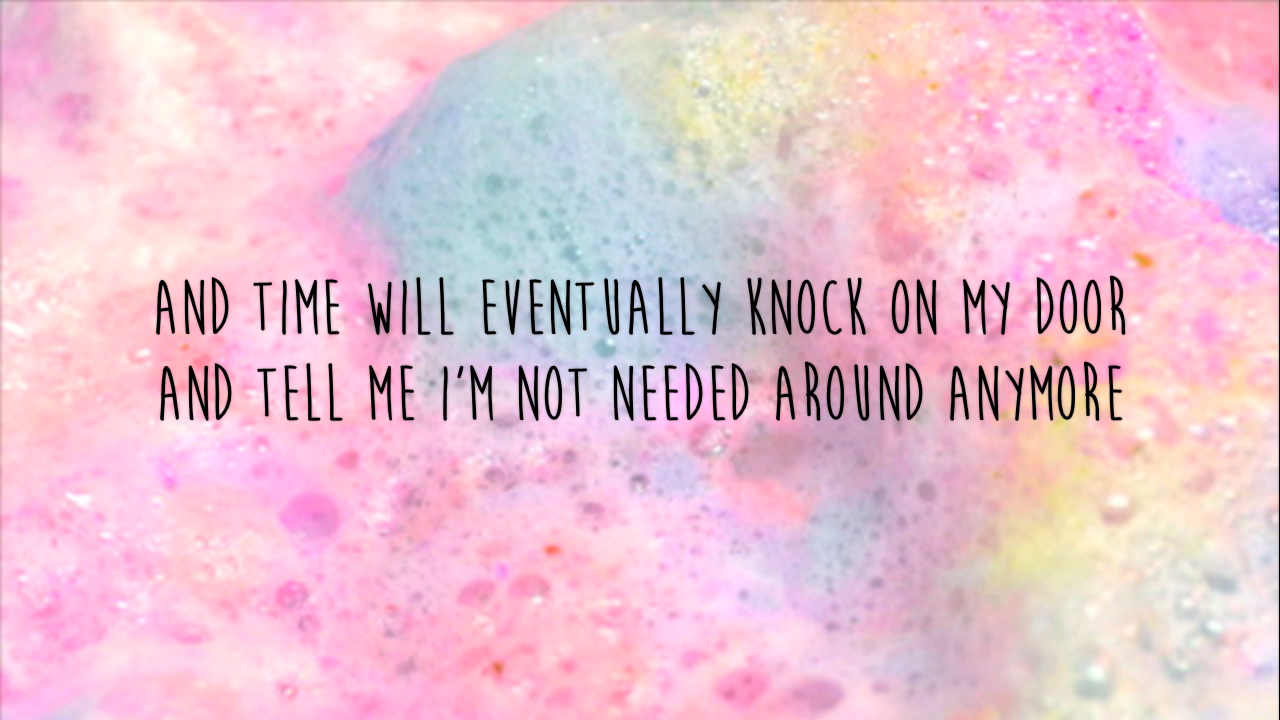 AND TIME WILL EVENTUALLY KNOCK ON MY DOOR
AND TELL ME I'M NOT NEEDED AROUND ANYMORE